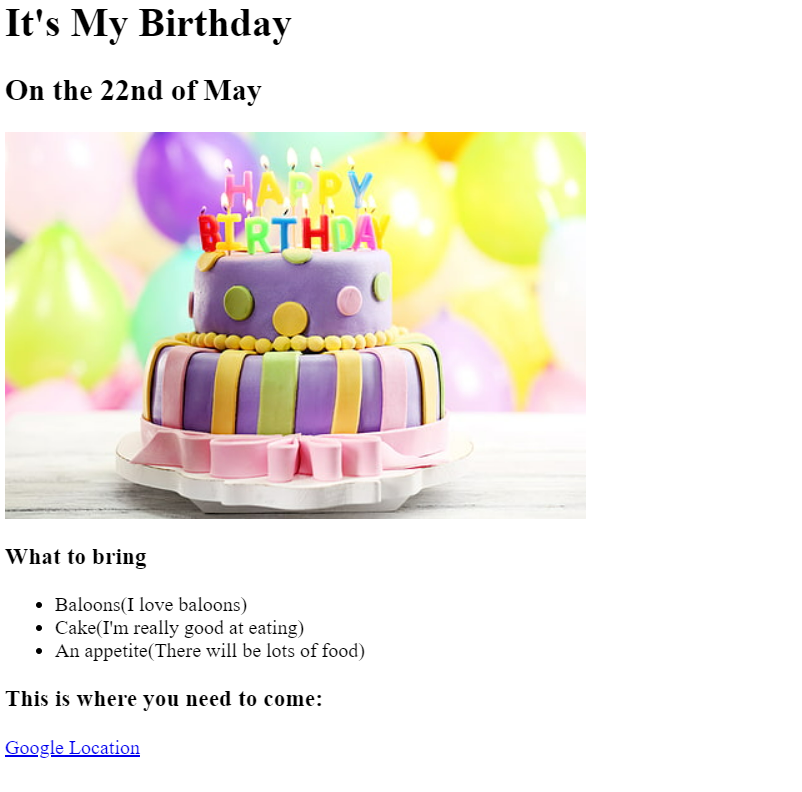 It's My Birthday
On the 22nd of May
HAPPY
BIRTHDAY
What to bring
Baloons(I love baloons)
Cake(I'm really good at eating)
An appetite(There will be lots of food)
This is where you need to come:
Google Location